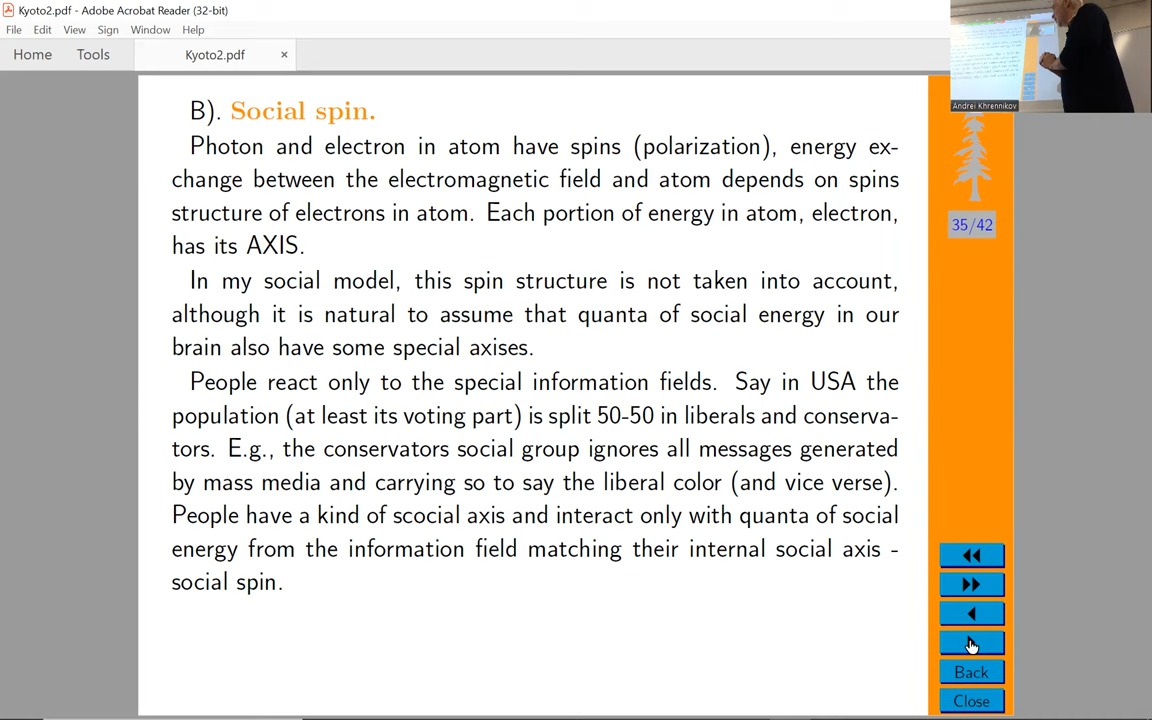 Kyoto2.pdf - Adobe Acrobat Reader (32-bit)
File Edit View Sign Window Help
Home Tools Kyoto2.pdf ×
Andrei Khrennikov
B). Social spin.
Photon and electron in atom have spins (polarization), energy ex-
change between the electromagnetic field and atom depends on spins
structure of electrons in atom. Each portion of energy in atom, electron,
has its AXIS.
In my social model, this spin structure is not taken into account,
although it is natural to assume that quanta of social energy in our
brain also have some special axises.
People react only to the special information fields. Say in USA the
population (at least its voting part) is split 50-50 in liberals and conserva-
tors. E.g., the conservators social group ignores all messages generated
by mass media and carrying so to say the liberal color (and vice verse).
People have a kind of scocial axis and interact only with quanta of social
energy from the information field matching their internal social axis -
social spin.
35/42
Back
Close